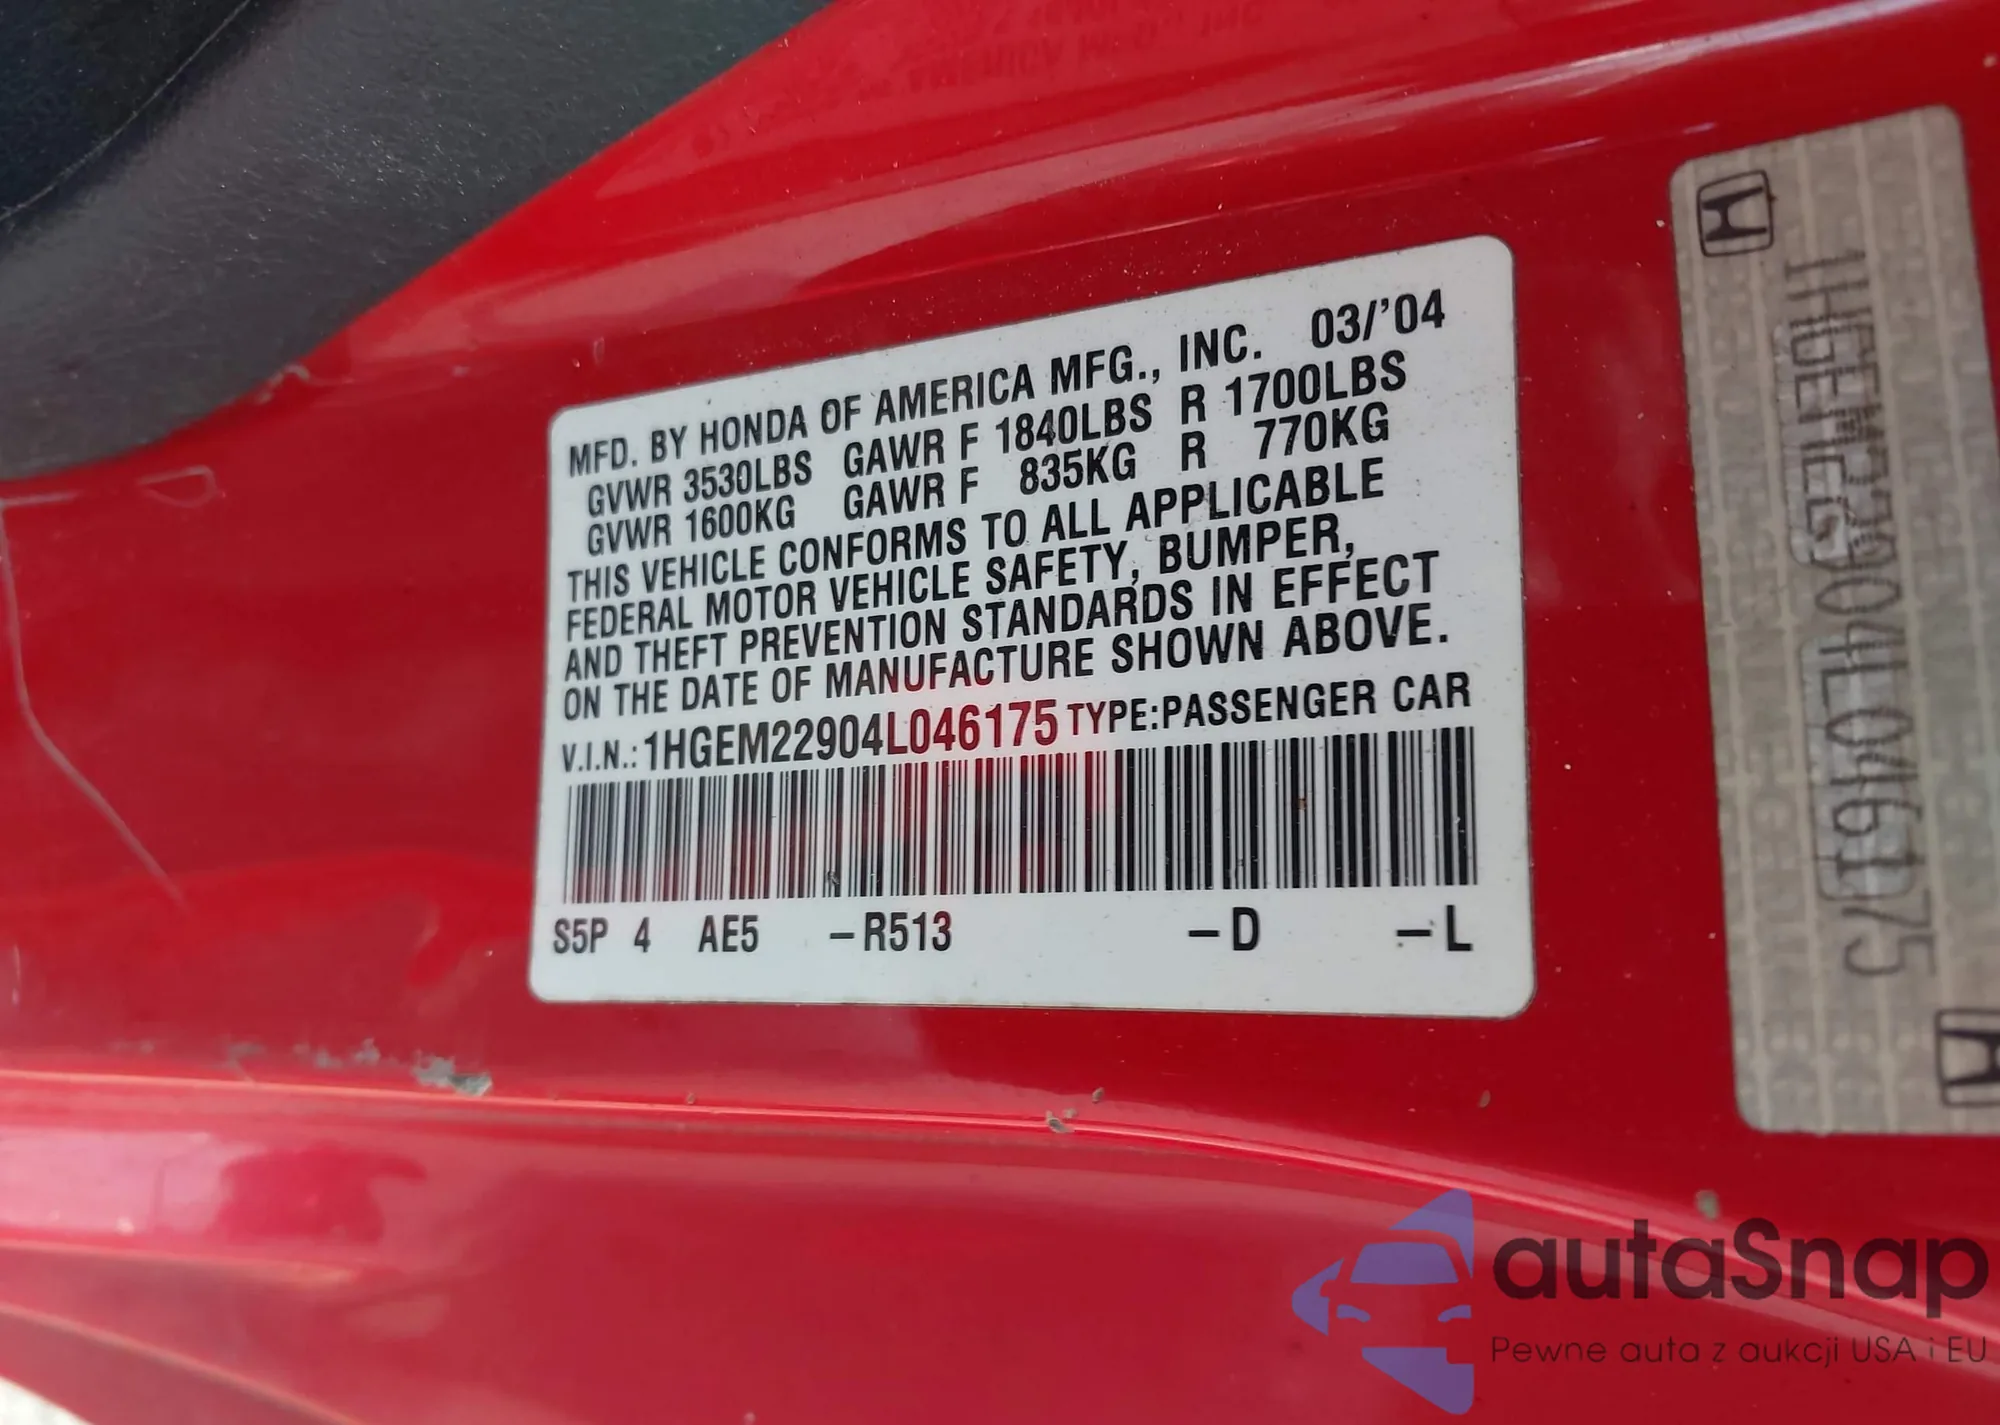 MFD. BY HONDA OF AMERICA MFG., INC. 03/'04
GVWR 3530LBS GAWR F 1840LBS R 1700LBS
GVWR 1600KG GAWR F 835KG R 770KG
THIS VEHICLE CONFORMS TO ALL APPLICABLE
FEDERAL MOTOR VEHICLE SAFETY, BUMPER,
AND THEFT PREVENTION STANDARDS IN EFFECT
ON THE DATE OF MANUFACTURE SHOWN ABOVE.
V.I.N.: 1HGEM22904L046175 TYPE:PASSENGER CAR
S5P 4 AE5 –R513 –D –L
1HGEM22904L046175
autaSnap
Pewne auta z aukcji USA i EU